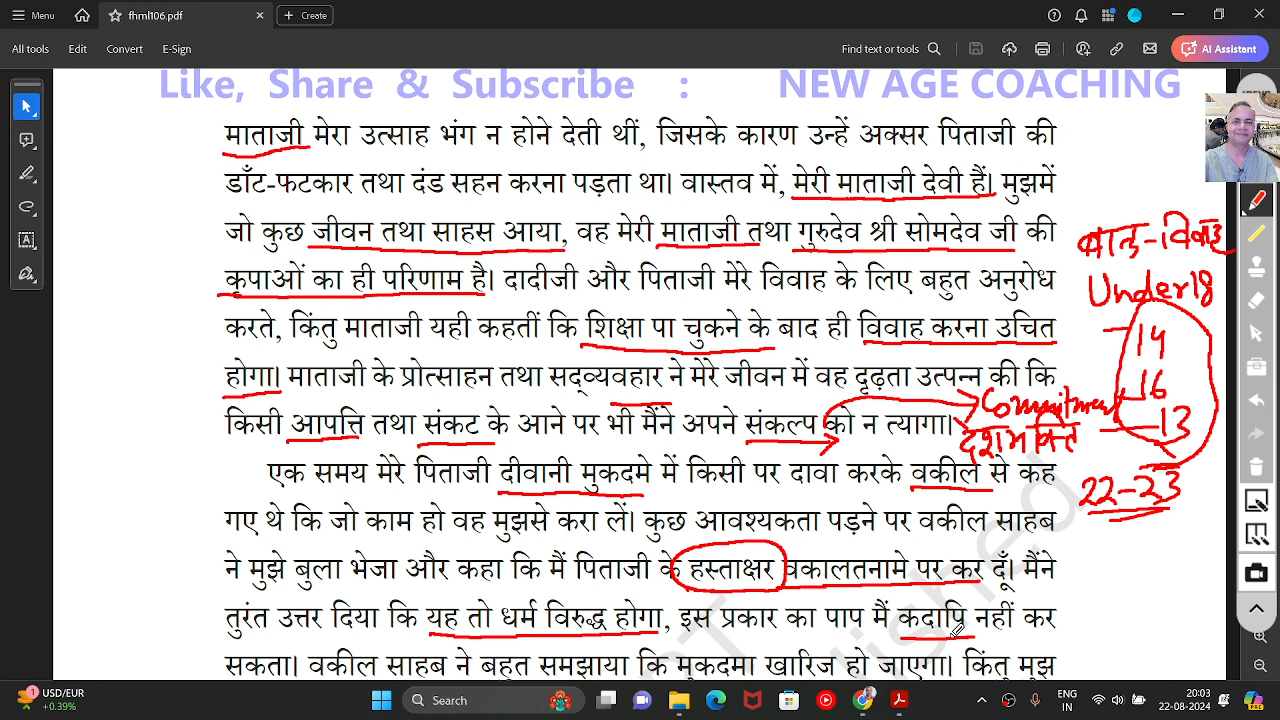 Menu
fhml106.pdf
Create
All tools Edit Convert E-Sign
Find text or tools
AI Assistant
Like, Share & Subscribe : NEW AGE COACHING
माताजी मेरा उत्साह भंग न होने देती थीं, जिसके कारण उन्हें अक्सर पिताजी की
डाँट-फटकार तथा दंड सहन करना पड़ता था। वास्तव में, मेरी माताजी देवी हैं। मुझमें
जो कुछ जीवन तथा साहस आया, वह मेरी माताजी तथा गुरुदेव श्री सोमदेव जी की
कृपाओं का ही परिणाम है। दादीजी और पिताजी मेरे विवाह के लिए बहुत अनुरोध
करते, किंतु माताजी यही कहतीं कि शिक्षा पा चुकने के बाद ही विवाह करना उचित
होगा। माताजी के प्रोत्साहन तथा सद्व्यवहार ने मेरे जीवन में वह दृढ़ता उत्पन्न की कि
किसी आपत्ति तथा संकट के आने पर भी मैंने अपने संकल्प को न त्यागा।
एक समय मेरे पिताजी दीवानी मुकदमे में किसी पर दावा करके वकील से कह
गए थे कि जो काम हो वह मुझसे करा लें। कुछ आवश्यकता पड़ने पर वकील साहब
ने मुझे बुला भेजा और कहा कि मैं पिताजी के हस्ताक्षर वकालतनामे पर कर दूँ। मैंने
तुरंत उत्तर दिया कि यह तो धर्म विरुद्ध होगा, इस प्रकार का पाप मैं कदापि नहीं कर
सकता। वकील साहब ने बहुत समझाया कि मुकदमा खारिज हो जाएगा। किंतु मुझ
बाल-विवाह
Under 18
14
16
13
Commitment
देशभक्ति
22-23
1
USD/EUR
+0.39%
Search
ENG
IN
20:03
22-08-2024